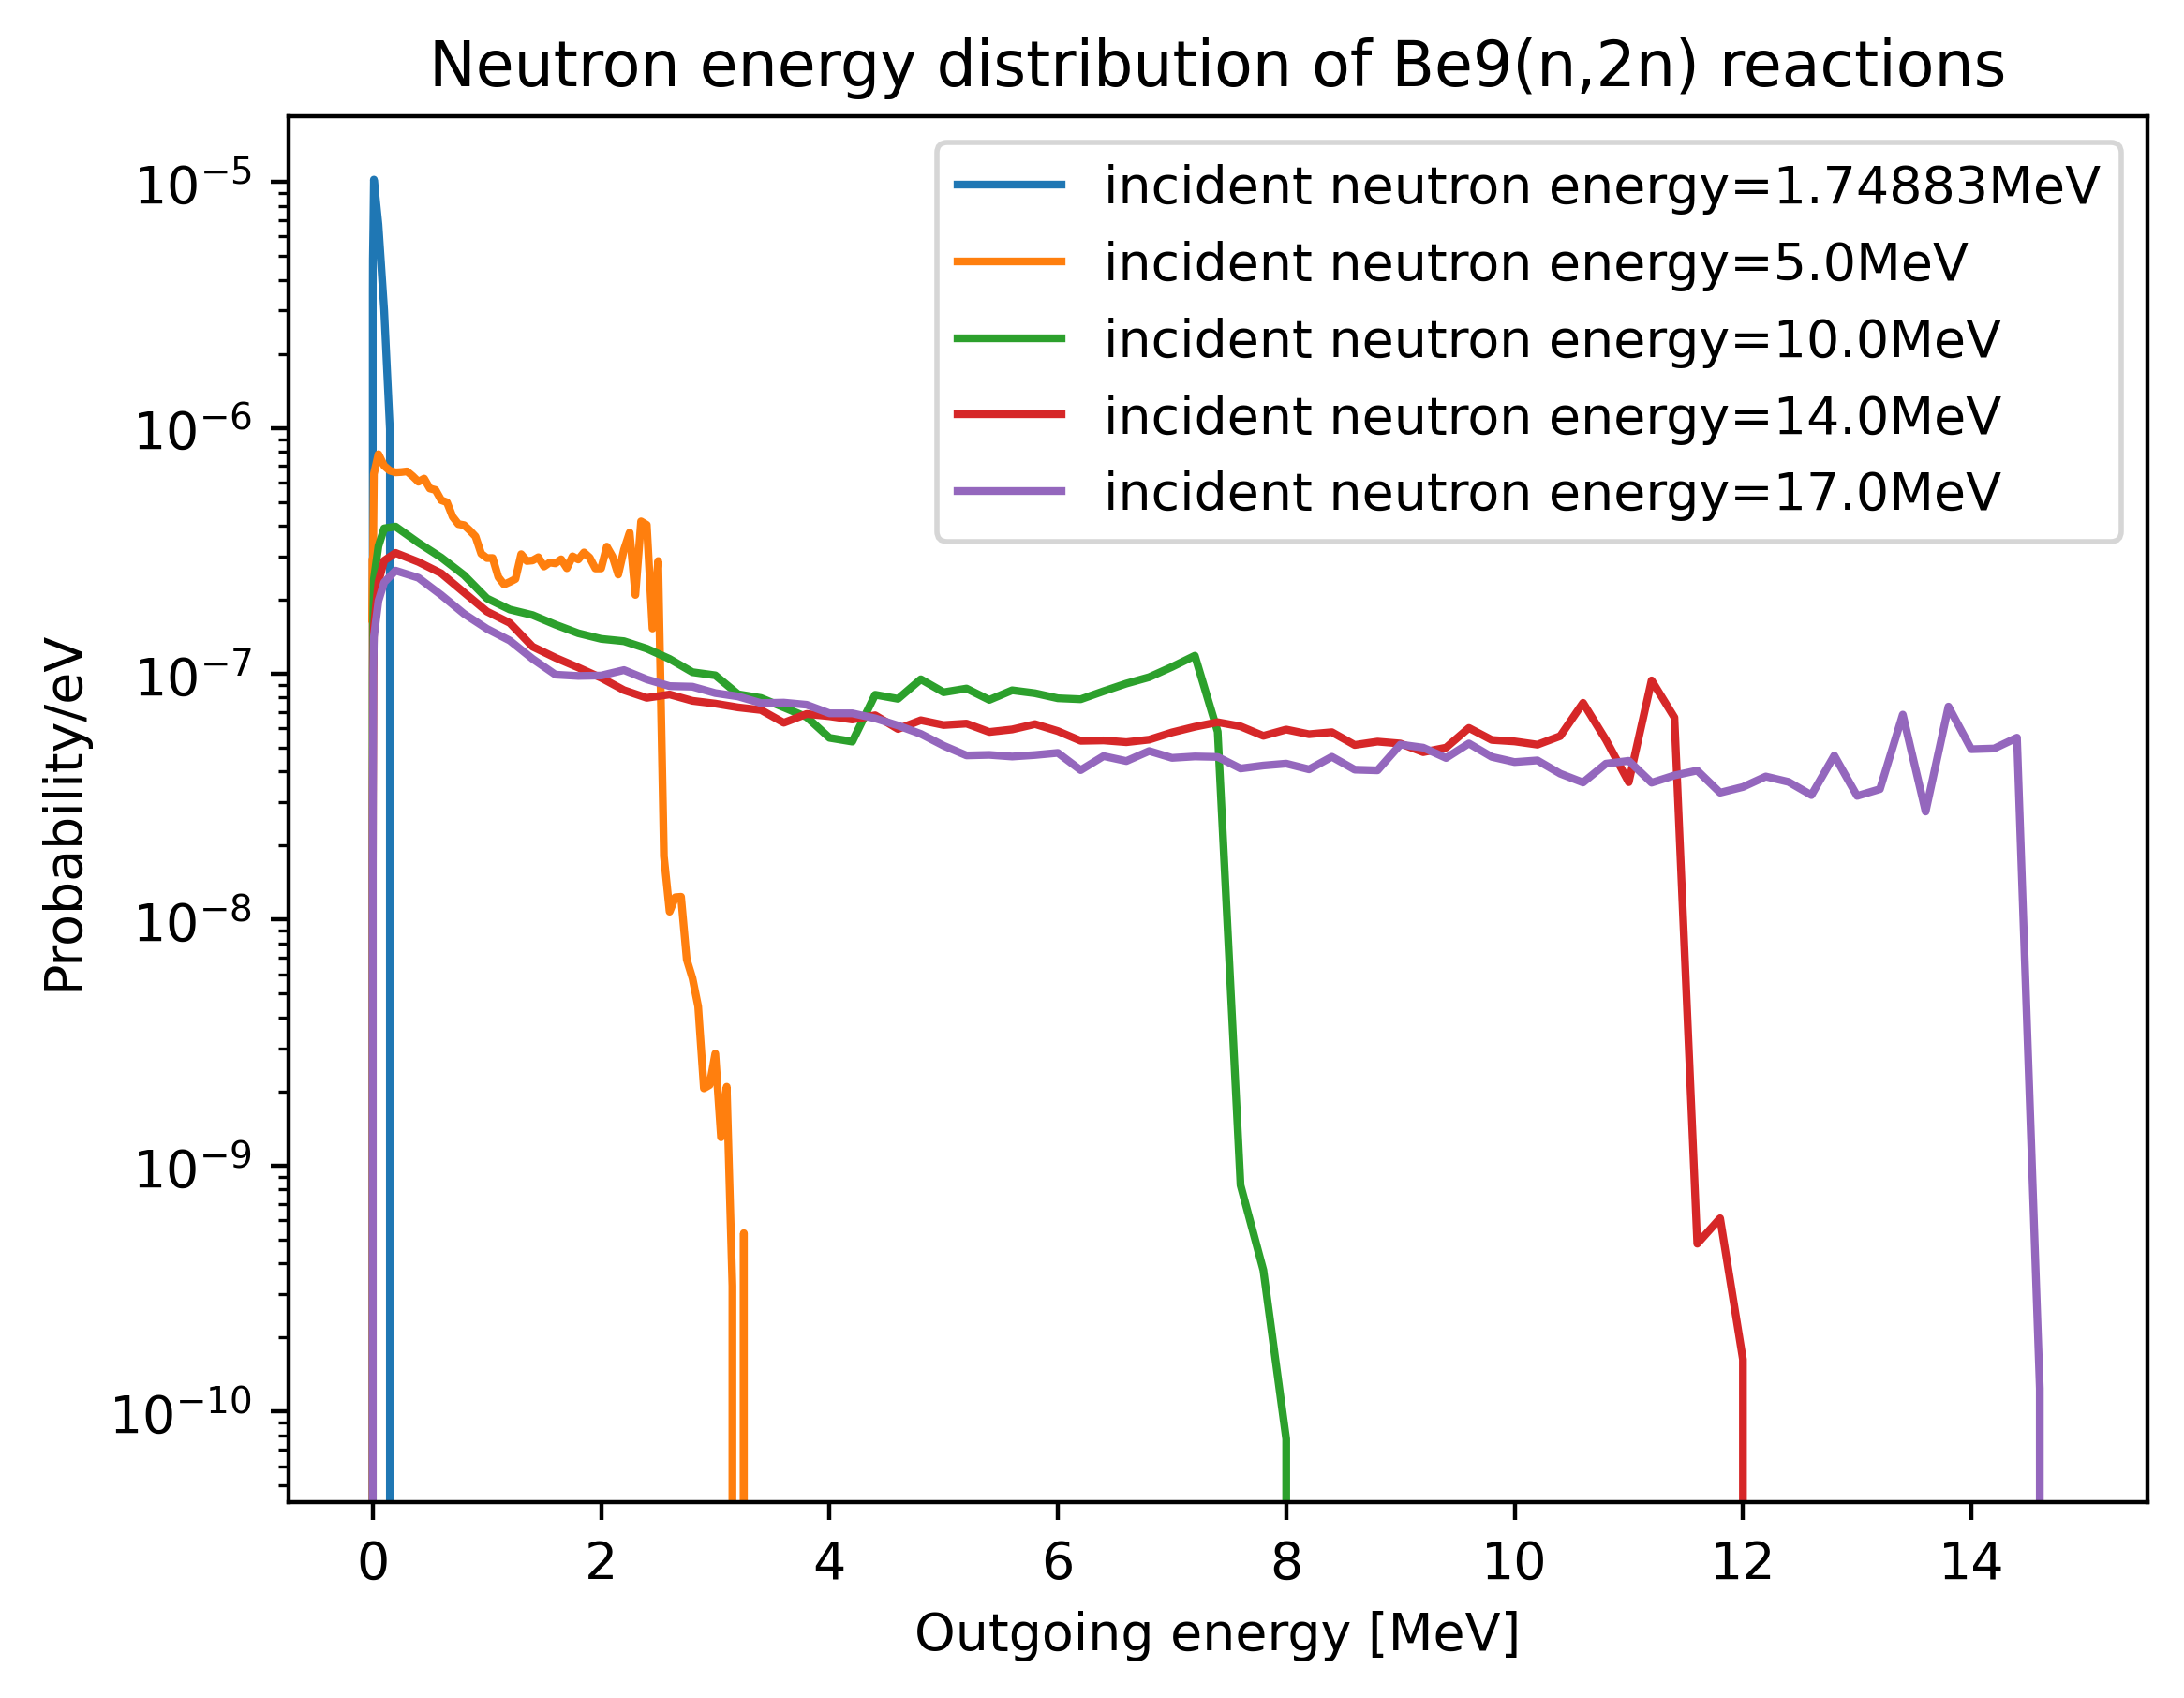 Neutron energy distribution of Be9(n,2n) reactions
incident neutron energy=1.74883MeV
incident neutron energy=5.0MeV
incident neutron energy=10.0MeV
incident neutron energy=14.0MeV
incident neutron energy=17.0MeV
Probability/eV
10⁻⁵
10⁻⁶
10⁻⁷
10⁻⁸
10⁻⁹
10⁻¹⁰
0 2 4 6 8 10 12 14
Outgoing energy [MeV]